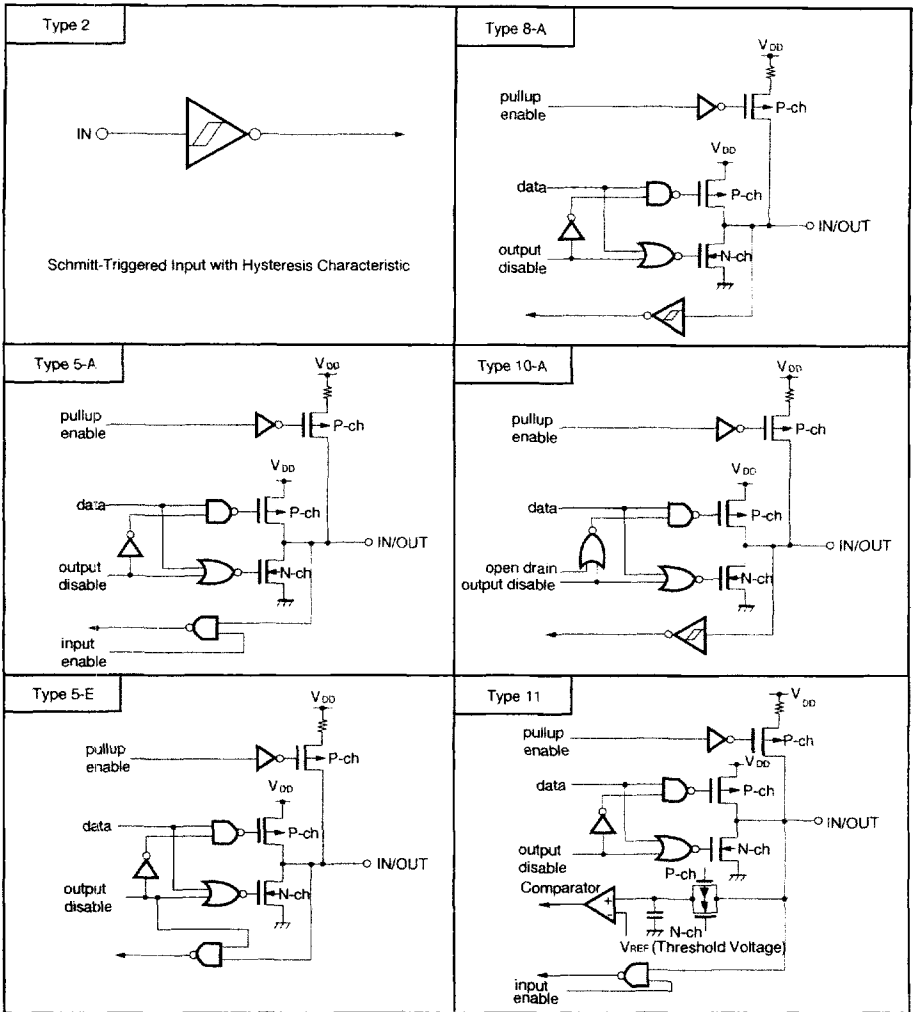 Type 2
IN
Schmitt-Triggered Input with Hysteresis Characteristic
Type 8-A
VDD
pullup
enable
P-ch
VDD
data
P-ch
IN/OUT
output
disable
N-ch
Type 5-A
VDD
pullup
enable
P-ch
VDD
data
P-ch
IN/OUT
output
disable
N-ch
input
enable
Type 10-A
VDD
pullup
enable
P-ch
VDD
data
P-ch
IN/OUT
open drain
output disable
N-ch
Type 5-E
VDD
pullup
enable
P-ch
VDD
data
P-ch
IN/OUT
output
disable
N-ch
Type 11
VDD
pullup
enable
P-ch
VDD
data
P-ch
IN/OUT
output
disable
N-ch
P-ch
Comparator
+
-
N-ch
VREF (Threshold Voltage)
input
enable